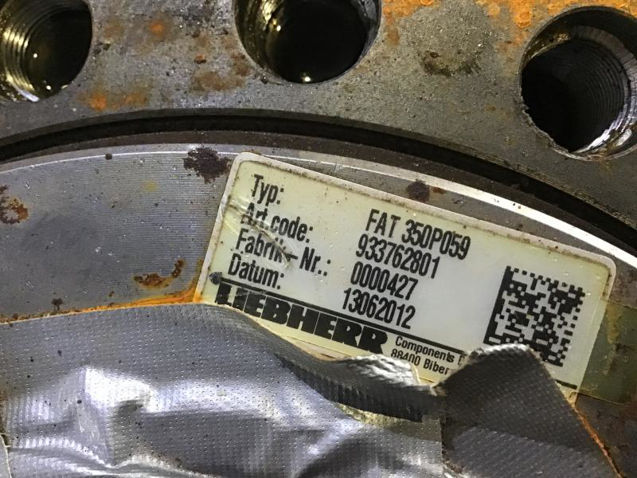 Typ: FAT 350P059
Art code: 933762801
Fabrik-Nr.: 0000427
Datum: 13062012
LIEBHERR Components
88400 Biber